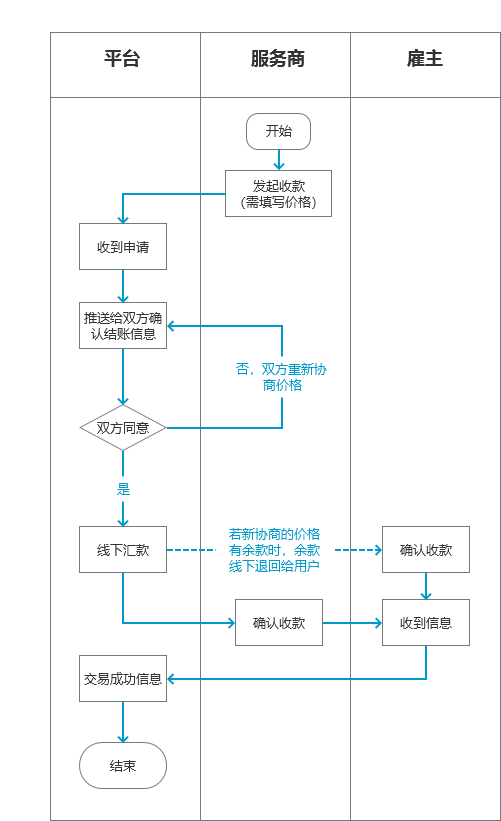 平台
服务商
雇主
开始
发起收款
(需填写价格)
收到申请
推送给双方确
认结账信息
否，双方重新协
商价格
双方同意
是
线下汇款
若新协商的价格
有余款时，余款
线下退回给用户
确认收款
确认收款
收到信息
交易成功信息
结束